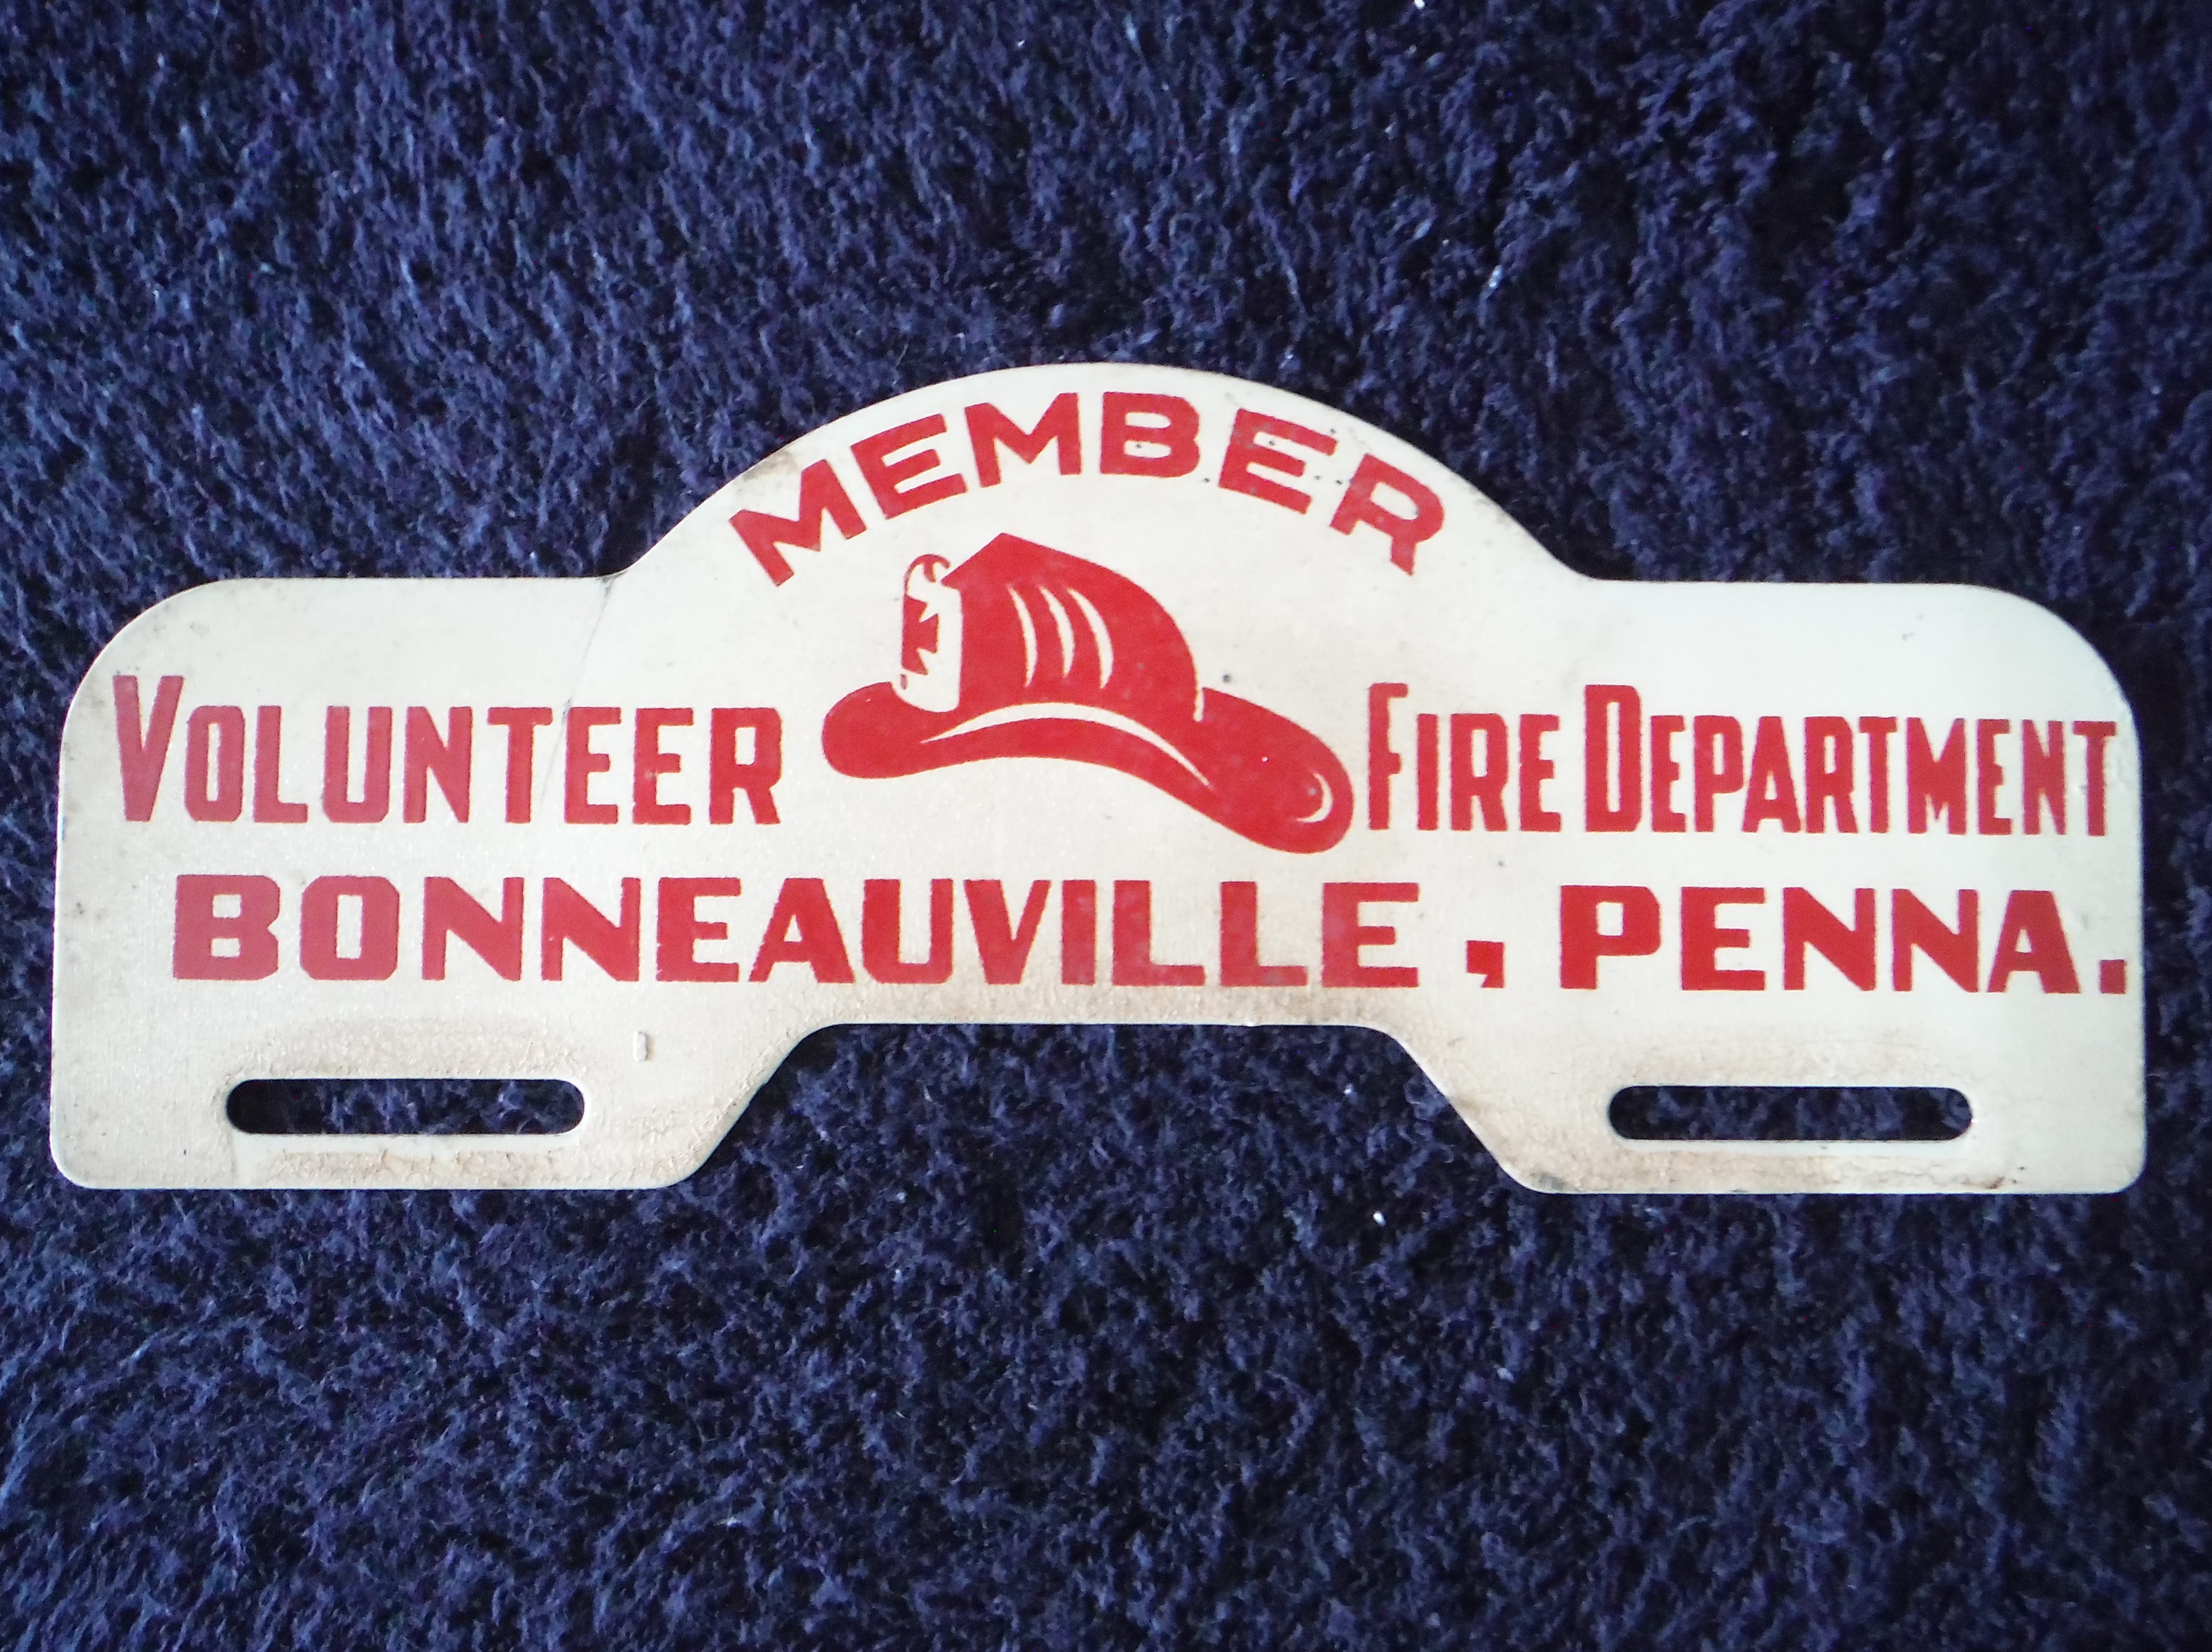 MEMBER
VOLUNTEER FIRE DEPARTMENT
BONNEAUVILLE, PENNA.